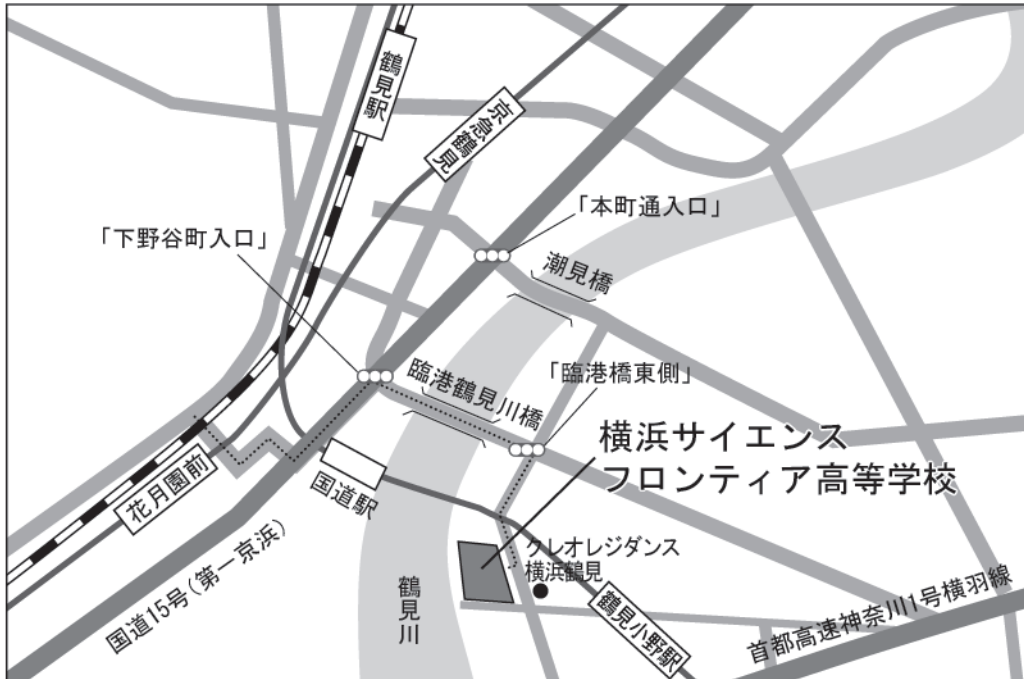 鶴見駅
京急鶴見
「本町通入口」
「下野谷町入口」
潮見橋
臨港鶴見川橋
「臨港橋東側」
横浜サイエンス
フロンティア高等学校
花月園前
国道駅
国道15号(第一京浜)
クレオレジダンス
横浜鶴見
鶴見川
鶴見小野駅
首都高速神奈川1号横羽線